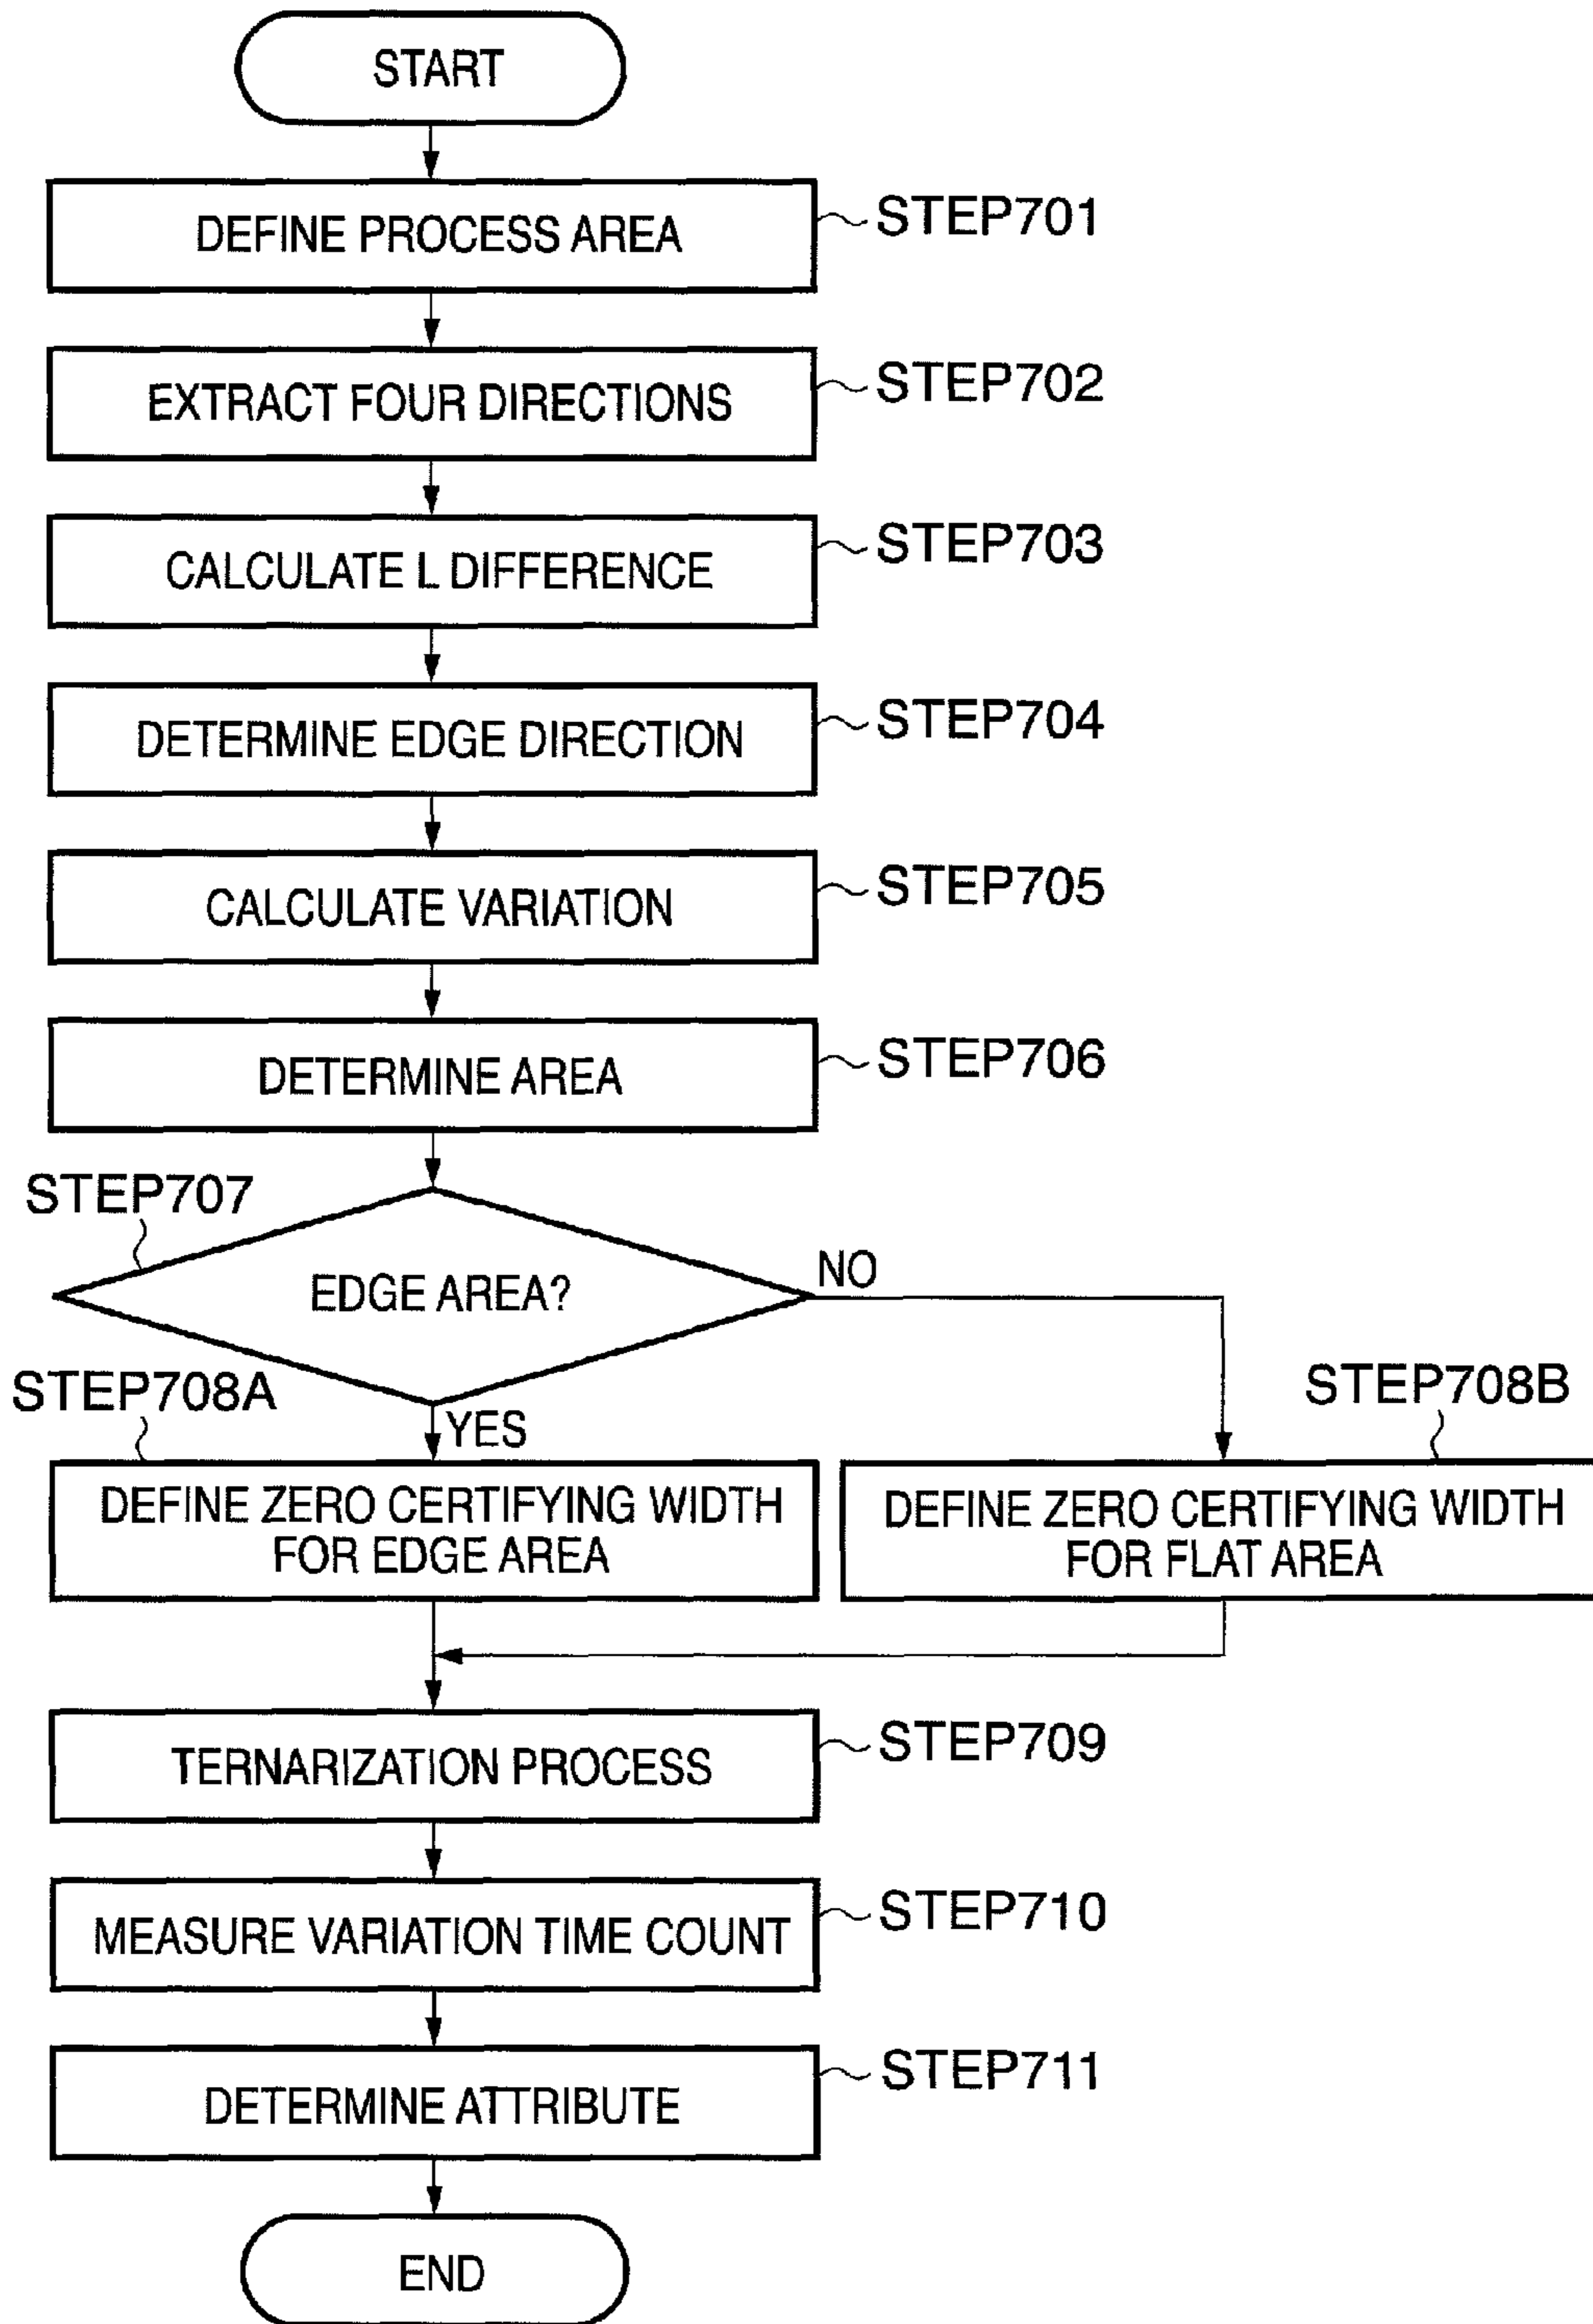 START
DEFINE PROCESS AREA
STEP701
EXTRACT FOUR DIRECTIONS
STEP702
CALCULATE L DIFFERENCE
STEP703
DETERMINE EDGE DIRECTION
STEP704
CALCULATE VARIATION
STEP705
DETERMINE AREA
STEP706
STEP707
EDGE AREA?
NO
STEP708A
YES
STEP708B
DEFINE ZERO CERTIFYING WIDTH
FOR EDGE AREA
DEFINE ZERO CERTIFYING WIDTH
FOR FLAT AREA
TERNARIZATION PROCESS
STEP709
MEASURE VARIATION TIME COUNT
STEP710
DETERMINE ATTRIBUTE
STEP711
END